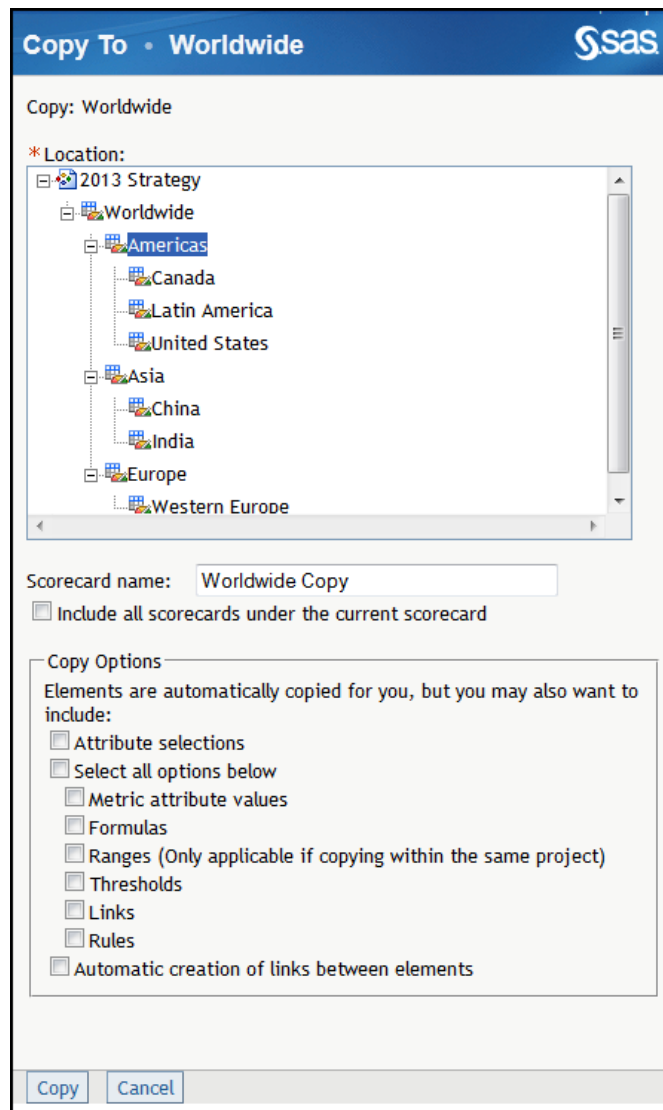 Copy To • Worldwide
sas
Copy: Worldwide
*Location:
2013 Strategy
Worldwide
Americas
Canada
Latin America
United States
Asia
China
India
Europe
Western Europe
Scorecard name: Worldwide Copy
Include all scorecards under the current scorecard
Copy Options
Elements are automatically copied for you, but you may also want to
include:
Attribute selections
Select all options below
Metric attribute values
Formulas
Ranges (Only applicable if copying within the same project)
Thresholds
Links
Rules
Automatic creation of links between elements
Copy Cancel